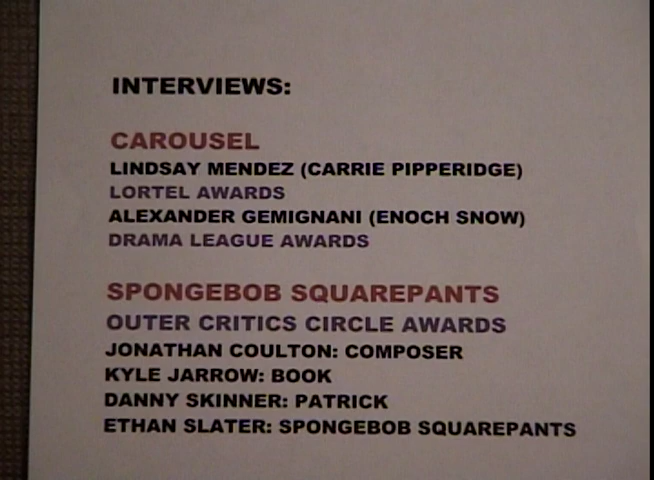 INTERVIEWS:
CAROUSEL
LINDSAY MENDEZ (CARRIE PIPPERIDGE)
LORTEL AWARDS
ALEXANDER GEMIGNANI (ENOCH SNOW)
DRAMA LEAGUE AWARDS
SPONGEBOB SQUAREPANTS
OUTER CRITICS CIRCLE AWARDS
JONATHAN COULTON: COMPOSER
KYLE JARROW: BOOK
DANNY SKINNER: PATRICK
ETHAN SLATER: SPONGEBOB SQUAREPANTS